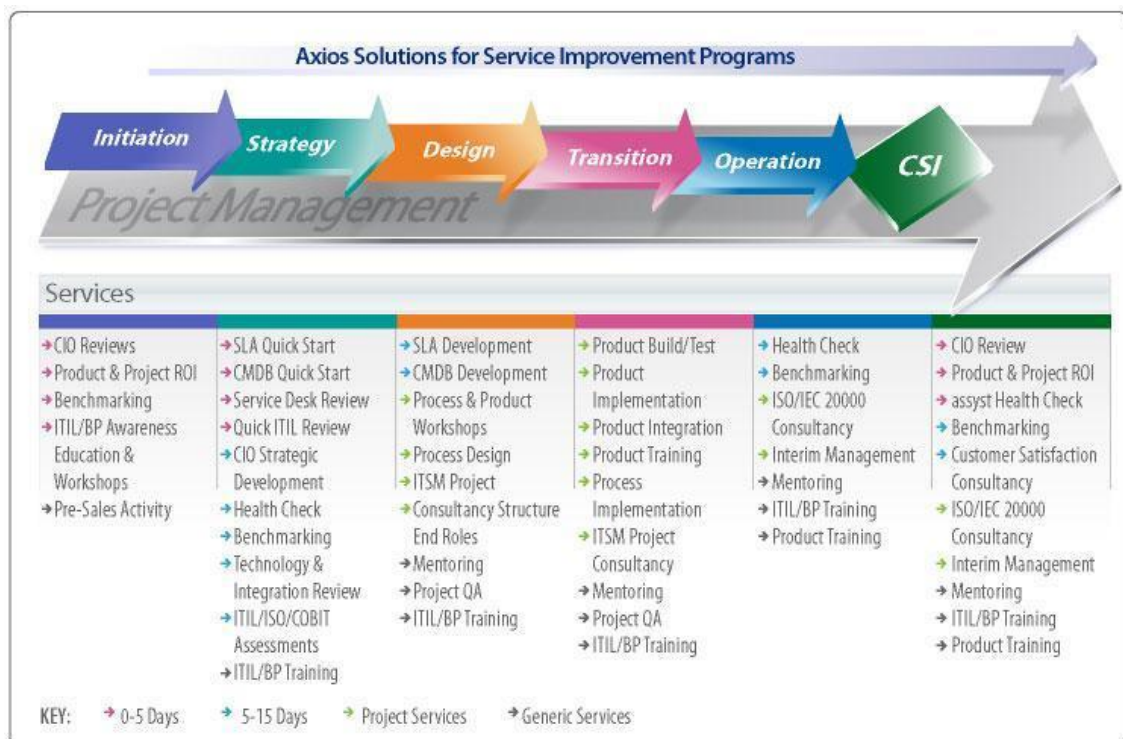 Axios Solutions for Service Improvement Programs
Initiation
Strategy
Design
Transition
Operation
CSI
Project Management
Services
CIO Reviews
Product & Project ROI
Benchmarking
ITIL/BP Awareness
Education &
Workshops
Pre-Sales Activity
SLA Quick Start
CMDB Quick Start
Service Desk Review
Quick ITIL Review
CIO Strategic
Development
Health Check
Benchmarking
Technology &
Integration Review
ITIL/ISO/COBIT
Assessments
ITIL/BP Training
SLA Development
CMDB Development
Process & Product
Workshops
Process Design
ITSM Project
Consultancy Structure
End Roles
Mentoring
Project QA
ITIL/BP Training
Product Build/Test
Product
Implementation
Product Integration
Product Training
Process
Implementation
ITSM Project
Consultancy
Mentoring
Project QA
ITIL/BP Training
Health Check
Benchmarking
ISO/IEC 20000
Consultancy
Interim Management
Mentoring
ITIL/BP Training
Product Training
CIO Review
Product & Project ROI
assyst Health Check
Benchmarking
Customer Satisfaction
Consultancy
ISO/IEC 20000
Consultancy
Interim Management
Mentoring
ITIL/BP Training
Product Training
KEY: 0-5 Days 5-15 Days Project Services Generic Services